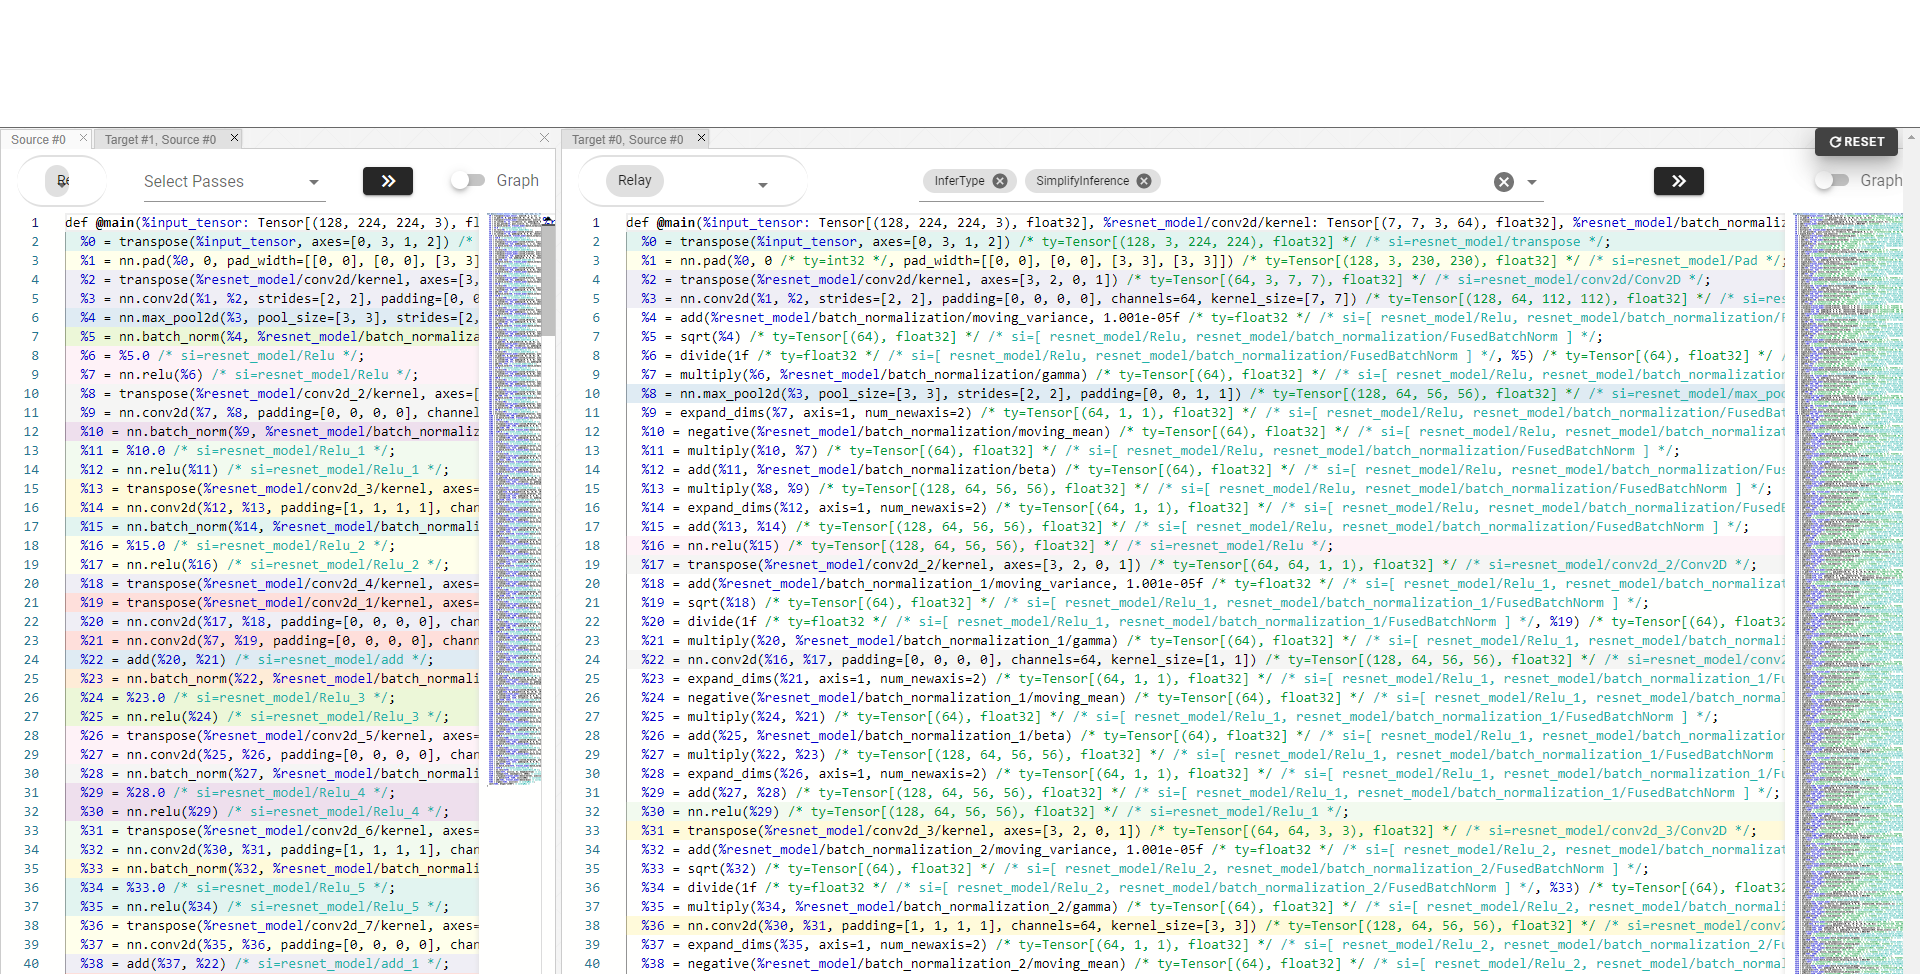 Source #0
Target #1, Source #0
Target #0, Source #0
RESET
Select Passes
Graph
Relay
InferType
SimplifyInference
Graph
1 def @main(%input_tensor: Tensor[(128, 224, 224, 3), fl
2 %0 = transpose(%input_tensor, axes=[0, 3, 1, 2]) /*
3 %1 = nn.pad(%0, 0, pad_width=[[0, 0], [0, 0], [3, 3]
4 %2 = transpose(%resnet_model/conv2d/kernel, axes=[3,
5 %3 = nn.conv2d(%1, %2, strides=[2, 2], padding=[0, 0
6 %4 = nn.max_pool2d(%3, pool_size=[3, 3], strides=[2,
7 %5 = nn.batch_norm(%4, %resnet_model/batch_normaliza
8 %6 = %5.0 /* si=resnet_model/Relu */;
9 %7 = nn.relu(%6) /* si=resnet_model/Relu */;
10 %8 = transpose(%resnet_model/conv2d_2/kernel, axes=[
11 %9 = nn.conv2d(%7, %8, padding=[0, 0, 0, 0], channel
12 %10 = nn.batch_norm(%9, %resnet_model/batch_normaliz
13 %11 = %10.0 /* si=resnet_model/Relu_1 */;
14 %12 = nn.relu(%11) /* si=resnet_model/Relu_1 */;
15 %13 = transpose(%resnet_model/conv2d_3/kernel, axes=
16 %14 = nn.conv2d(%12, %13, padding=[1, 1, 1, 1], chan
17 %15 = nn.batch_norm(%14, %resnet_model/batch_normali
18 %16 = %15.0 /* si=resnet_model/Relu_2 */;
19 %17 = nn.relu(%16) /* si=resnet_model/Relu_2 */;
20 %18 = transpose(%resnet_model/conv2d_4/kernel, axes=
21 %19 = transpose(%resnet_model/conv2d_1/kernel, axes=
22 %20 = nn.conv2d(%17, %18, padding=[0, 0, 0, 0], chan
23 %21 = nn.conv2d(%7, %19, padding=[0, 0, 0, 0], chann
24 %22 = add(%20, %21) /* si=resnet_model/add */;
25 %23 = nn.batch_norm(%22, %resnet_model/batch_normali
26 %24 = %23.0 /* si=resnet_model/Relu_3 */;
27 %25 = nn.relu(%24) /* si=resnet_model/Relu_3 */;
28 %26 = transpose(%resnet_model/conv2d_5/kernel, axes=
29 %27 = nn.conv2d(%25, %26, padding=[0, 0, 0, 0], chan
30 %28 = nn.batch_norm(%27, %resnet_model/batch_normali
31 %29 = %28.0 /* si=resnet_model/Relu_4 */;
32 %30 = nn.relu(%29) /* si=resnet_model/Relu_4 */;
33 %31 = transpose(%resnet_model/conv2d_6/kernel, axes=
34 %32 = nn.conv2d(%30, %31, padding=[1, 1, 1, 1], chan
35 %33 = nn.batch_norm(%32, %resnet_model/batch_normali
36 %34 = %33.0 /* si=resnet_model/Relu_5 */;
37 %35 = nn.relu(%34) /* si=resnet_model/Relu_5 */;
38 %36 = transpose(%resnet_model/conv2d_7/kernel, axes=
39 %37 = nn.conv2d(%35, %36, padding=[0, 0, 0, 0], chan
40 %38 = add(%37, %22) /* si=resnet_model/add_1 */;
1 def @main(%input_tensor: Tensor[(128, 224, 224, 3), float32], %resnet_model/conv2d/kernel: Tensor[(7, 7, 3, 64), float32], %resnet_model/batch_normaliz
2 %0 = transpose(%input_tensor, axes=[0, 3, 1, 2]) /* ty=Tensor[(128, 3, 224, 224), float32] */ /* si=resnet_model/transpose */;
3 %1 = nn.pad(%0, 0 /* ty=int32 */, pad_width=[[0, 0], [0, 0], [3, 3], [3, 3]]) /* ty=Tensor[(128, 3, 230, 230), float32] */ /* si=resnet_model/Pad */;
4 %2 = transpose(%resnet_model/conv2d/kernel, axes=[3, 2, 0, 1]) /* ty=Tensor[(64, 3, 7, 7), float32] */ /* si=resnet_model/conv2d/Conv2D */;
5 %3 = nn.conv2d(%1, %2, strides=[2, 2], padding=[0, 0, 0, 0], channels=64, kernel_size=[7, 7]) /* ty=Tensor[(128, 64, 112, 112), float32] */ /* si=res
6 %4 = add(%resnet_model/batch_normalization/moving_variance, 1.001e-05f /* ty=float32 */ /* si=[ resnet_model/Relu, resnet_model/batch_normalization/F
7 %5 = sqrt(%4) /* ty=Tensor[(64), float32] */ /* si=[ resnet_model/Relu, resnet_model/batch_normalization/FusedBatchNorm ] */;
8 %6 = divide(1f /* ty=float32 */ /* si=[ resnet_model/Relu, resnet_model/batch_normalization/FusedBatchNorm ] */, %5) /* ty=Tensor[(64), float32] */ /
9 %7 = multiply(%6, %resnet_model/batch_normalization/gamma) /* ty=Tensor[(64), float32] */ /* si=[ resnet_model/Relu, resnet_model/batch_normalization
10 %8 = nn.max_pool2d(%3, pool_size=[3, 3], strides=[2, 2], padding=[0, 0, 1, 1]) /* ty=Tensor[(128, 64, 56, 56), float32] */ /* si=resnet_model/max_poo
11 %9 = expand_dims(%7, axis=1, num_newaxis=2) /* ty=Tensor[(64, 1, 1), float32] */ /* si=[ resnet_model/Relu, resnet_model/batch_normalization/FusedBat
12 %10 = negative(%resnet_model/batch_normalization/moving_mean) /* ty=Tensor[(64), float32] */ /* si=[ resnet_model/Relu, resnet_model/batch_normalizat
13 %11 = multiply(%10, %7) /* ty=Tensor[(64), float32] */ /* si=[ resnet_model/Relu, resnet_model/batch_normalization/FusedBatchNorm ] */;
14 %12 = add(%11, %resnet_model/batch_normalization/beta) /* ty=Tensor[(64), float32] */ /* si=[ resnet_model/Relu, resnet_model/batch_normalization/Fus
15 %13 = multiply(%8, %9) /* ty=Tensor[(128, 64, 56, 56), float32] */ /* si=[ resnet_model/Relu, resnet_model/batch_normalization/FusedBatchNorm ] */;
16 %14 = expand_dims(%12, axis=1, num_newaxis=2) /* ty=Tensor[(64, 1, 1), float32] */ /* si=[ resnet_model/Relu, resnet_model/batch_normalization/FusedB
17 %15 = add(%13, %14) /* ty=Tensor[(128, 64, 56, 56), float32] */ /* si=[ resnet_model/Relu, resnet_model/batch_normalization/FusedBatchNorm ] */;
18 %16 = nn.relu(%15) /* ty=Tensor[(128, 64, 56, 56), float32] */ /* si=resnet_model/Relu */;
19 %17 = transpose(%resnet_model/conv2d_2/kernel, axes=[3, 2, 0, 1]) /* ty=Tensor[(64, 64, 1, 1), float32] */ /* si=resnet_model/conv2d_2/Conv2D */;
20 %18 = add(%resnet_model/batch_normalization_1/moving_variance, 1.001e-05f /* ty=float32 */ /* si=[ resnet_model/Relu_1, resnet_model/batch_normalizat
21 %19 = sqrt(%18) /* ty=Tensor[(64), float32] */ /* si=[ resnet_model/Relu_1, resnet_model/batch_normalization_1/FusedBatchNorm ] */;
22 %20 = divide(1f /* ty=float32 */ /* si=[ resnet_model/Relu_1, resnet_model/batch_normalization_1/FusedBatchNorm ] */, %19) /* ty=Tensor[(64), float32
23 %21 = multiply(%20, %resnet_model/batch_normalization_1/gamma) /* ty=Tensor[(64), float32] */ /* si=[ resnet_model/Relu_1, resnet_model/batch_normali
24 %22 = nn.conv2d(%16, %17, padding=[0, 0, 0, 0], channels=64, kernel_size=[1, 1]) /* ty=Tensor[(128, 64, 56, 56), float32] */ /* si=resnet_model/conv2
25 %23 = expand_dims(%21, axis=1, num_newaxis=2) /* ty=Tensor[(64, 1, 1), float32] */ /* si=[ resnet_model/Relu_1, resnet_model/batch_normalization_1/Fu
26 %24 = negative(%resnet_model/batch_normalization_1/moving_mean) /* ty=Tensor[(64), float32] */ /* si=[ resnet_model/Relu_1, resnet_model/batch_normal
27 %25 = multiply(%24, %21) /* ty=Tensor[(64), float32] */ /* si=[ resnet_model/Relu_1, resnet_model/batch_normalization_1/FusedBatchNorm ] */;
28 %26 = add(%25, %resnet_model/batch_normalization_1/beta) /* ty=Tensor[(64), float32] */ /* si=[ resnet_model/Relu_1, resnet_model/batch_normalization
29 %27 = multiply(%22, %23) /* ty=Tensor[(128, 64, 56, 56), float32] */ /* si=[ resnet_model/Relu_1, resnet_model/batch_normalization_1/FusedBatchNorm ]
30 %28 = expand_dims(%26, axis=1, num_newaxis=2) /* ty=Tensor[(64, 1, 1), float32] */ /* si=[ resnet_model/Relu_1, resnet_model/batch_normalization_1/Fu
31 %29 = add(%27, %28) /* ty=Tensor[(128, 64, 56, 56), float32] */ /* si=[ resnet_model/Relu_1, resnet_model/batch_normalization_1/FusedBatchNorm ] */;
32 %30 = nn.relu(%29) /* ty=Tensor[(128, 64, 56, 56), float32] */ /* si=resnet_model/Relu_1 */;
33 %31 = transpose(%resnet_model/conv2d_3/kernel, axes=[3, 2, 0, 1]) /* ty=Tensor[(64, 64, 3, 3), float32] */ /* si=resnet_model/conv2d_3/Conv2D */;
34 %32 = add(%resnet_model/batch_normalization_2/moving_variance, 1.001e-05f /* ty=float32 */ /* si=[ resnet_model/Relu_2, resnet_model/batch_normalizat
35 %33 = sqrt(%32) /* ty=Tensor[(64), float32] */ /* si=[ resnet_model/Relu_2, resnet_model/batch_normalization_2/FusedBatchNorm ] */;
36 %34 = divide(1f /* ty=float32 */ /* si=[ resnet_model/Relu_2, resnet_model/batch_normalization_2/FusedBatchNorm ] */, %33) /* ty=Tensor[(64), float32
37 %35 = multiply(%34, %resnet_model/batch_normalization_2/gamma) /* ty=Tensor[(64), float32] */ /* si=[ resnet_model/Relu_2, resnet_model/batch_normali
38 %36 = nn.conv2d(%30, %31, padding=[1, 1, 1, 1], channels=64, kernel_size=[3, 3]) /* ty=Tensor[(128, 64, 56, 56), float32] */ /* si=resnet_model/conv2
39 %37 = expand_dims(%35, axis=1, num_newaxis=2) /* ty=Tensor[(64, 1, 1), float32] */ /* si=[ resnet_model/Relu_2, resnet_model/batch_normalization_2/Fu
40 %38 = negative(%resnet_model/batch_normalization_2/moving_mean) /* ty=Tensor[(64), float32] */ /* si=[ resnet_model/Relu_2, resnet_model/batch_normal